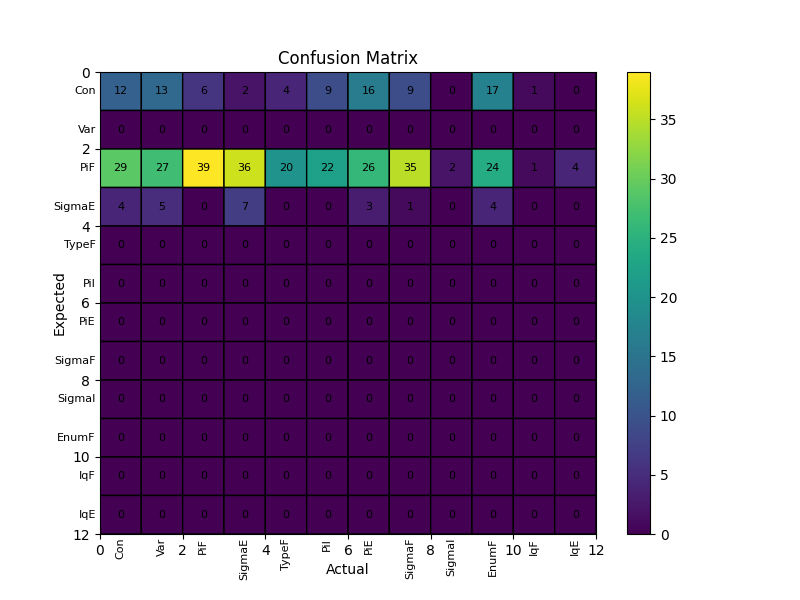 Confusion Matrix
0
Con 12 13 6 2 4 9 16 9 0 17 1 0
Var 0 0 0 0 0 0 0 0 0 0 0 0
2
PiF 29 27 39 36 20 22 26 35 2 24 1 4
SigmaE 4 5 0 7 0 0 3 1 0 4 0 0
4
TypeF 0 0 0 0 0 0 0 0 0 0 0 0
PiI 0 0 0 0 0 0 0 0 0 0 0 0
6
PiE 0 0 0 0 0 0 0 0 0 0 0 0
SigmaF 0 0 0 0 0 0 0 0 0 0 0 0
8
SigmaI 0 0 0 0 0 0 0 0 0 0 0 0
EnumF 0 0 0 0 0 0 0 0 0 0 0 0
10
IqF 0 0 0 0 0 0 0 0 0 0 0 0
IqE 0 0 0 0 0 0 0 0 0 0 0 0
12
Expected
0 2 4 6 8 10 12
Con Var PiF SigmaE TypeF PiI PiE SigmaF SigmaI EnumF IqF IqE
Actual
35
30
25
20
15
10
5
0